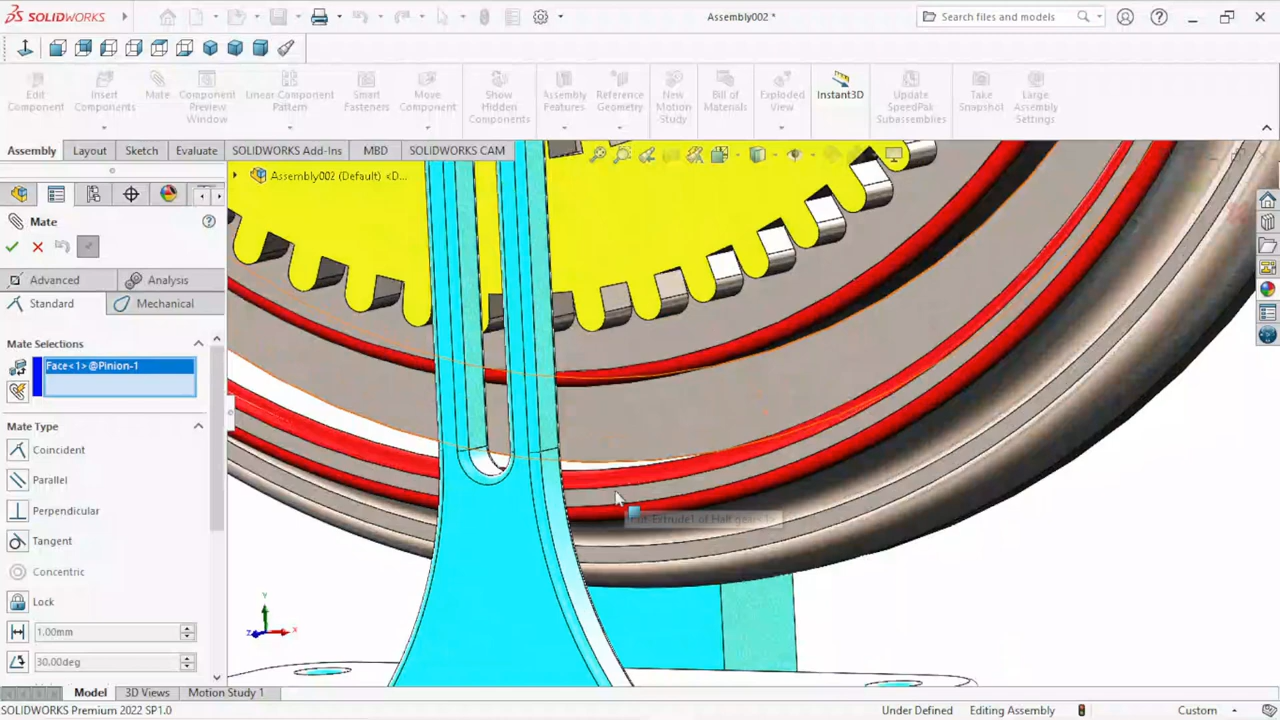 SOLIDWORKS
Assembly002 *
Search files and models
Edit Component
Insert Components
Mate
Component Preview Window
Linear Component Pattern
Smart Fasteners
Move Component
Show Hidden Components
Assembly Features
Reference Geometry
New Motion Study
Bill of Materials
Exploded View
Instant3D
Update SpeedPak Subassemblies
Take Snapshot
Large Assembly Settings
Assembly
Layout
Sketch
Evaluate
SOLIDWORKS Add-Ins
MBD
SOLIDWORKS CAM
Assembly002 (Default) <D...
Mate
Advanced
Analysis
Standard
Mechanical
Mate Selections
Face<1>@Pinion-1
Mate Type
Coincident
Parallel
Perpendicular
Tangent
Concentric
Lock
1.00mm
30.00deg
Y
X
Z
Model
3D Views
Motion Study 1
SOLIDWORKS Premium 2022 SP1.0
Under Defined
Editing Assembly
Custom